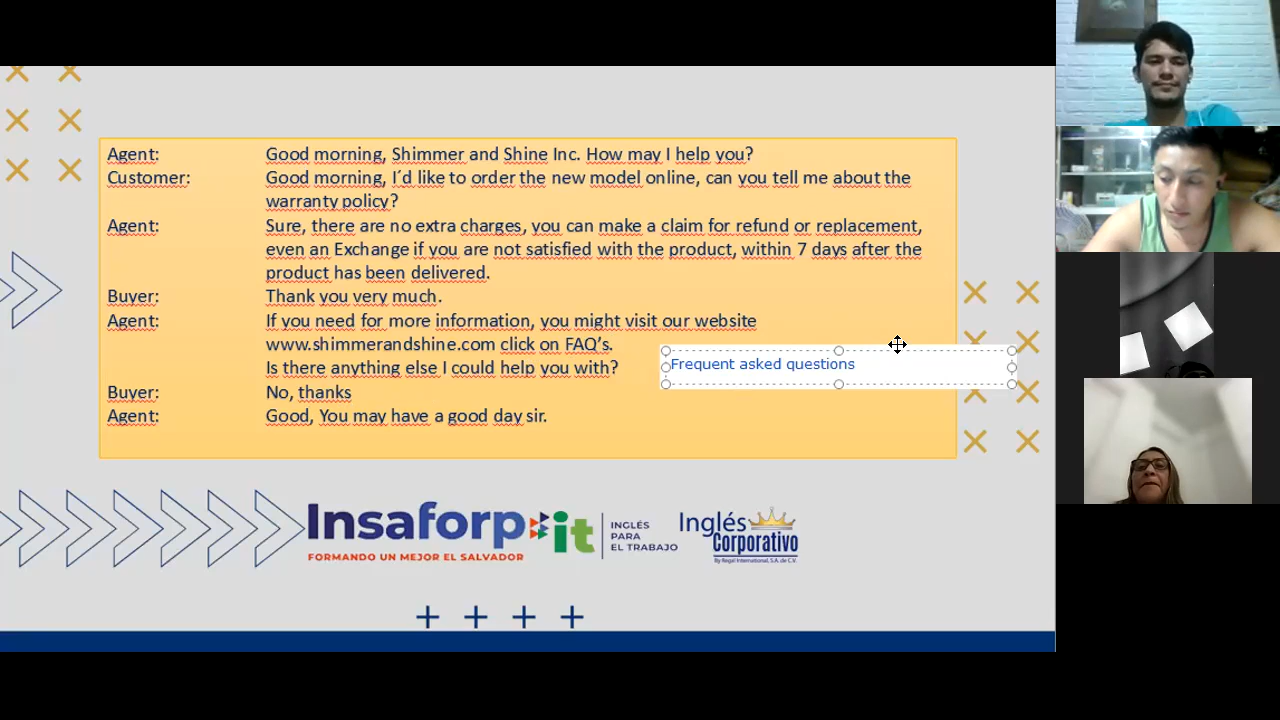 Agent: Good morning, Shimmer and Shine Inc. How may I help you?
Customer: Good morning, I´d like to order the new model online, can you tell me about the
warranty policy?
Agent: Sure, there are no extra charges, you can make a claim for refund or replacement,
even an Exchange if you are not satisfied with the product, within 7 days after the
product has been delivered.
Buyer: Thank you very much.
Agent: If you need for more information, you might visit our website
www.shimmerandshine.com click on FAQ’s.
Frequent asked questions
Is there anything else I could help you with?
Buyer: No, thanks
Agent: Good, You may have a good day sir.
Insaforp
FORMANDO UN MEJOR EL SALVADOR
it
INGLÉS
PARA
EL TRABAJO
Inglés
Corporativo
By Regal International, S.A. de C.V.